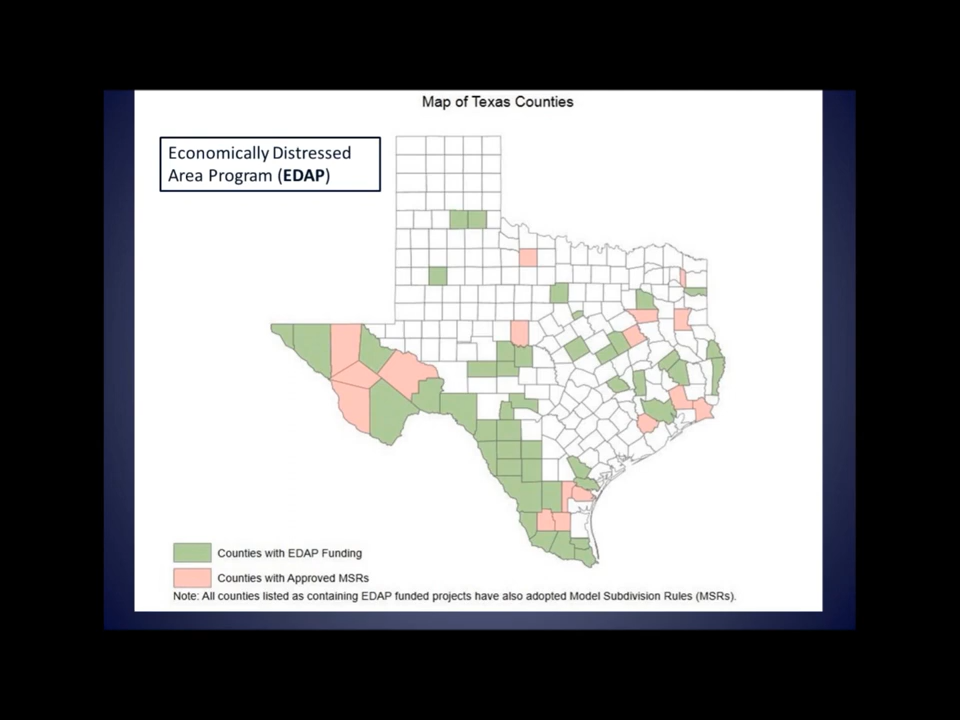 Map of Texas Counties
Economically Distressed
Area Program (EDAP)
Counties with EDAP Funding
Counties with Approved MSRs
Note: All counties listed as containing EDAP funded projects have also adopted Model Subdivision Rules (MSRs).